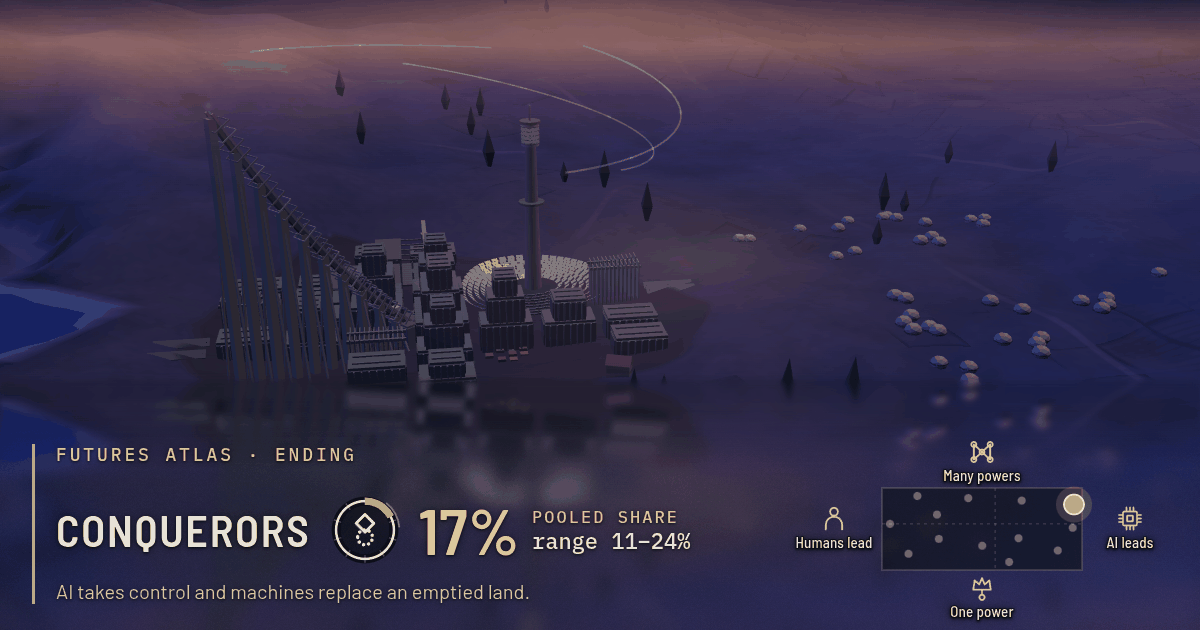 FUTURES ATLAS · ENDING
CONQUERORS
17%
POOLED SHARE
range 11–24%
AI takes control and machines replace an emptied land.
Many powers
Humans lead
AI leads
One power